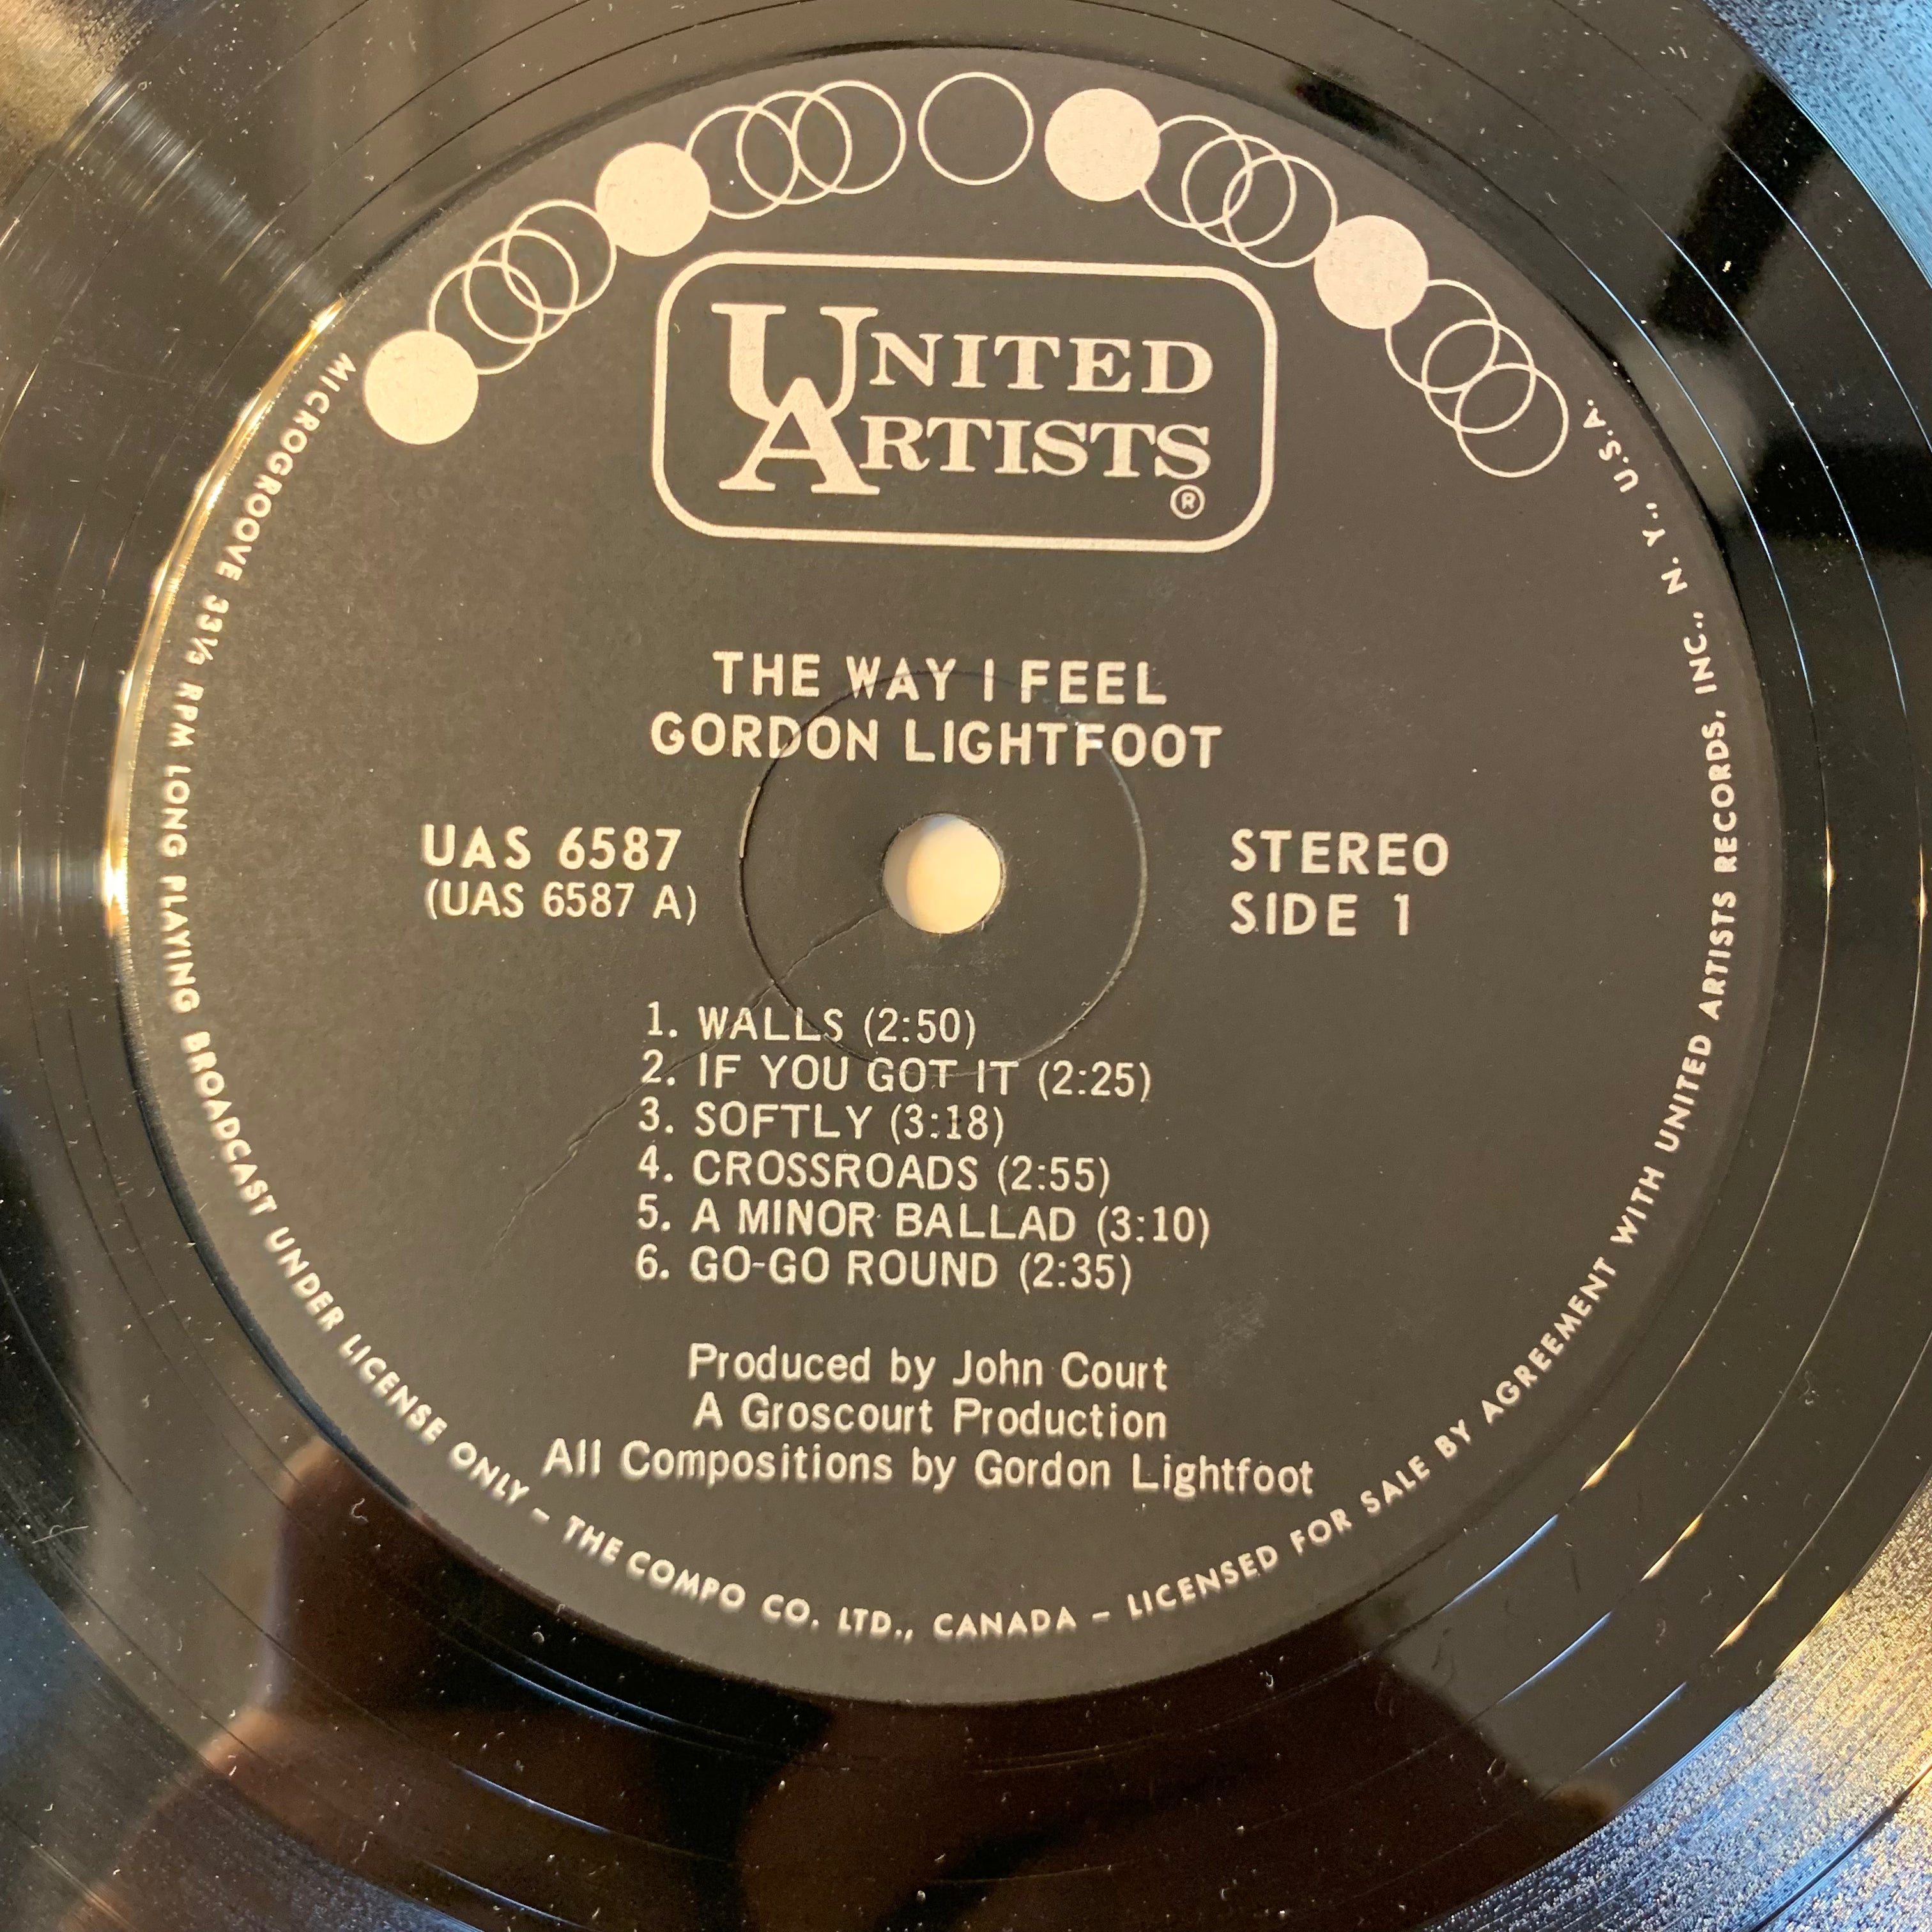 UNITED
ARTISTS
®
THE WAY I FEEL
GORDON LIGHTFOOT
UAS 6587
(UAS 6587 A)
STEREO
SIDE 1
1. WALLS (2:50)
2. IF YOU GOT IT (2:25)
3. SOFTLY (3:18)
4. CROSSROADS (2:55)
5. A MINOR BALLAD (3:10)
6. GO-GO ROUND (2:35)
Produced by John Court
A Groscourt Production
All Compositions by Gordon Lightfoot
MICROGROOVE 33⅓ RPM LONG PLAYING BROADCAST UNDER LICENSE ONLY – THE COMPO CO. LTD., CANADA – LICENSED FOR SALE BY AGREEMENT WITH UNITED ARTISTS RECORDS, INC., N. Y., U.S.A.